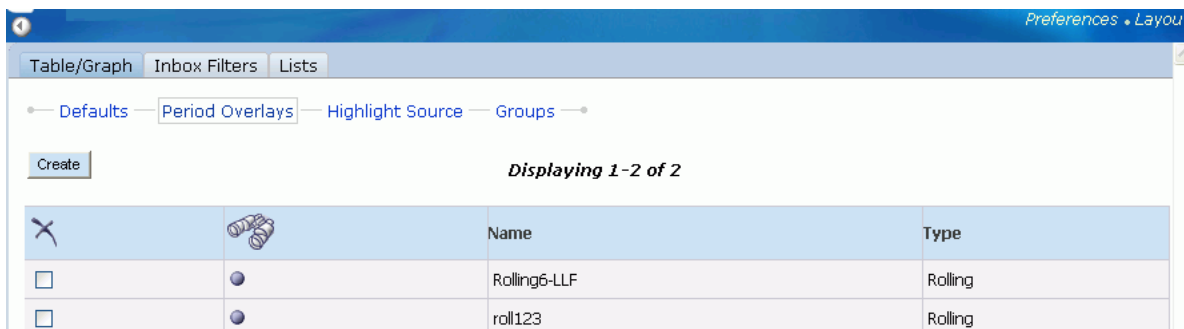 Preferences • Layou
Table/Graph Inbox Filters Lists
Defaults Period Overlays Highlight Source Groups
Create Displaying 1-2 of 2
Name Type
Rolling6-LLF Rolling
roll123 Rolling